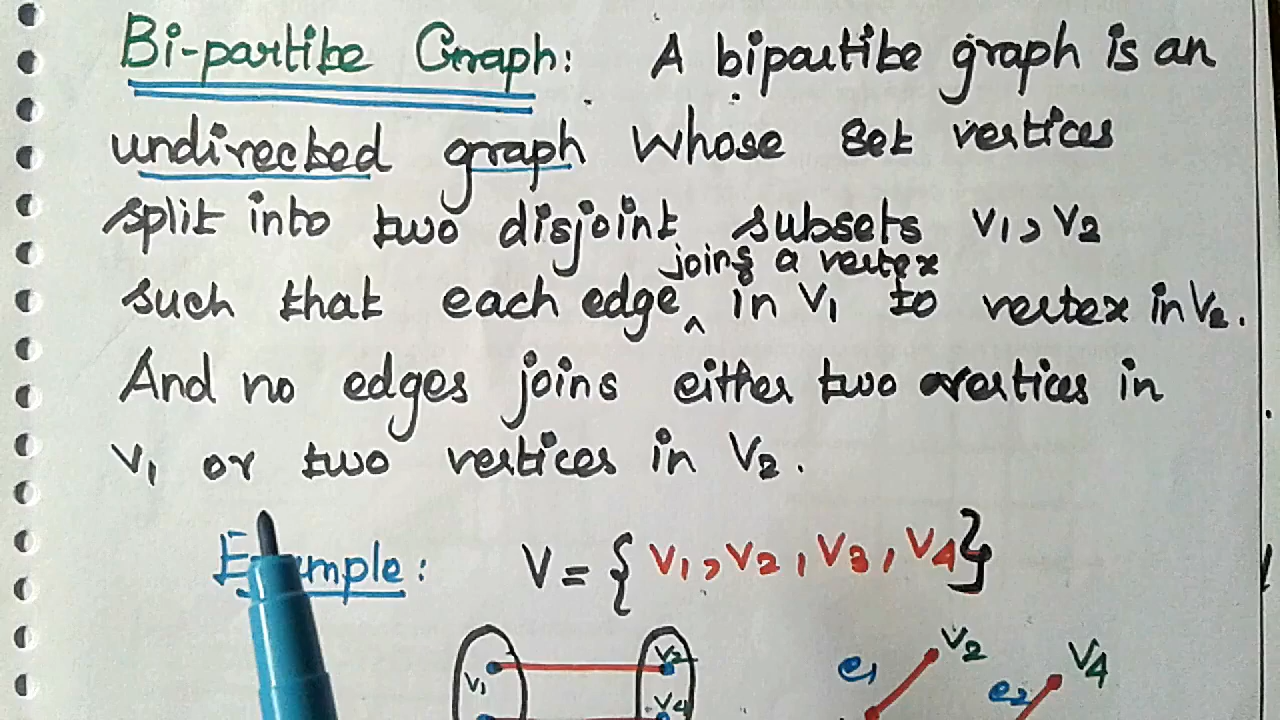 Bi-partite Graph: A bipartite graph is an
undirected graph whose set vertices
split into two disjoint subsets V1, V2
joins a vertex
such that each edge ^ in V1 to vertex in V2.
And no edges joins either two vertices in
V1 or two vertices in V2.
Example: V = { V1, V2, V3, V4 }
V1 V2 e1 V2 V4
V4 e2